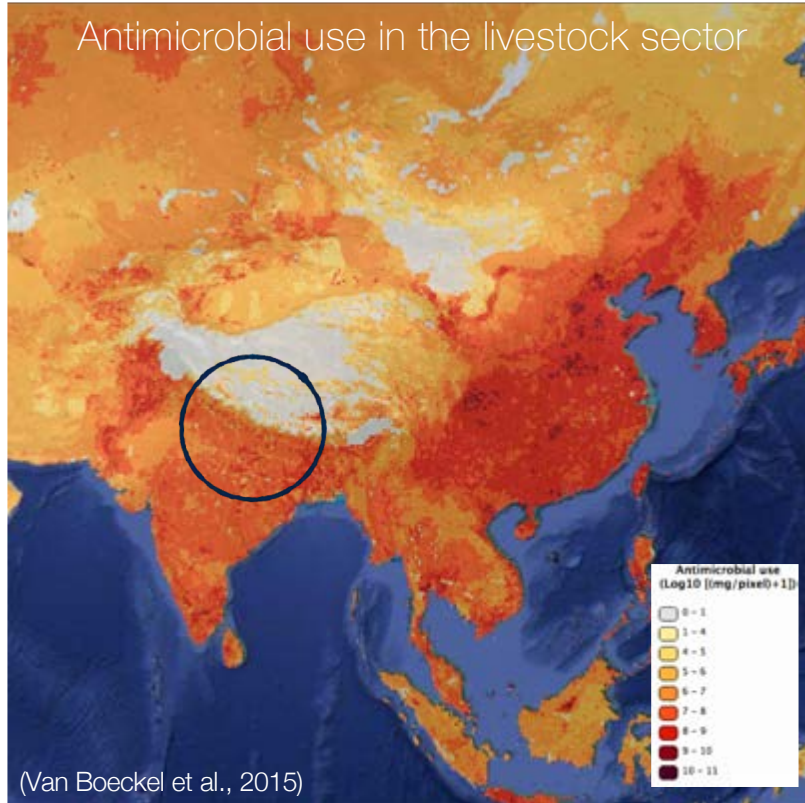 Antimicrobial use in the livestock sector
Antimicrobial use
(Log10 [(mg/pixel)+1])
0 - 1
1 - 4
4 - 5
5 - 6
6 - 7
7 - 8
8 - 9
9 - 10
10 - 11
(Van Boeckel et al., 2015)